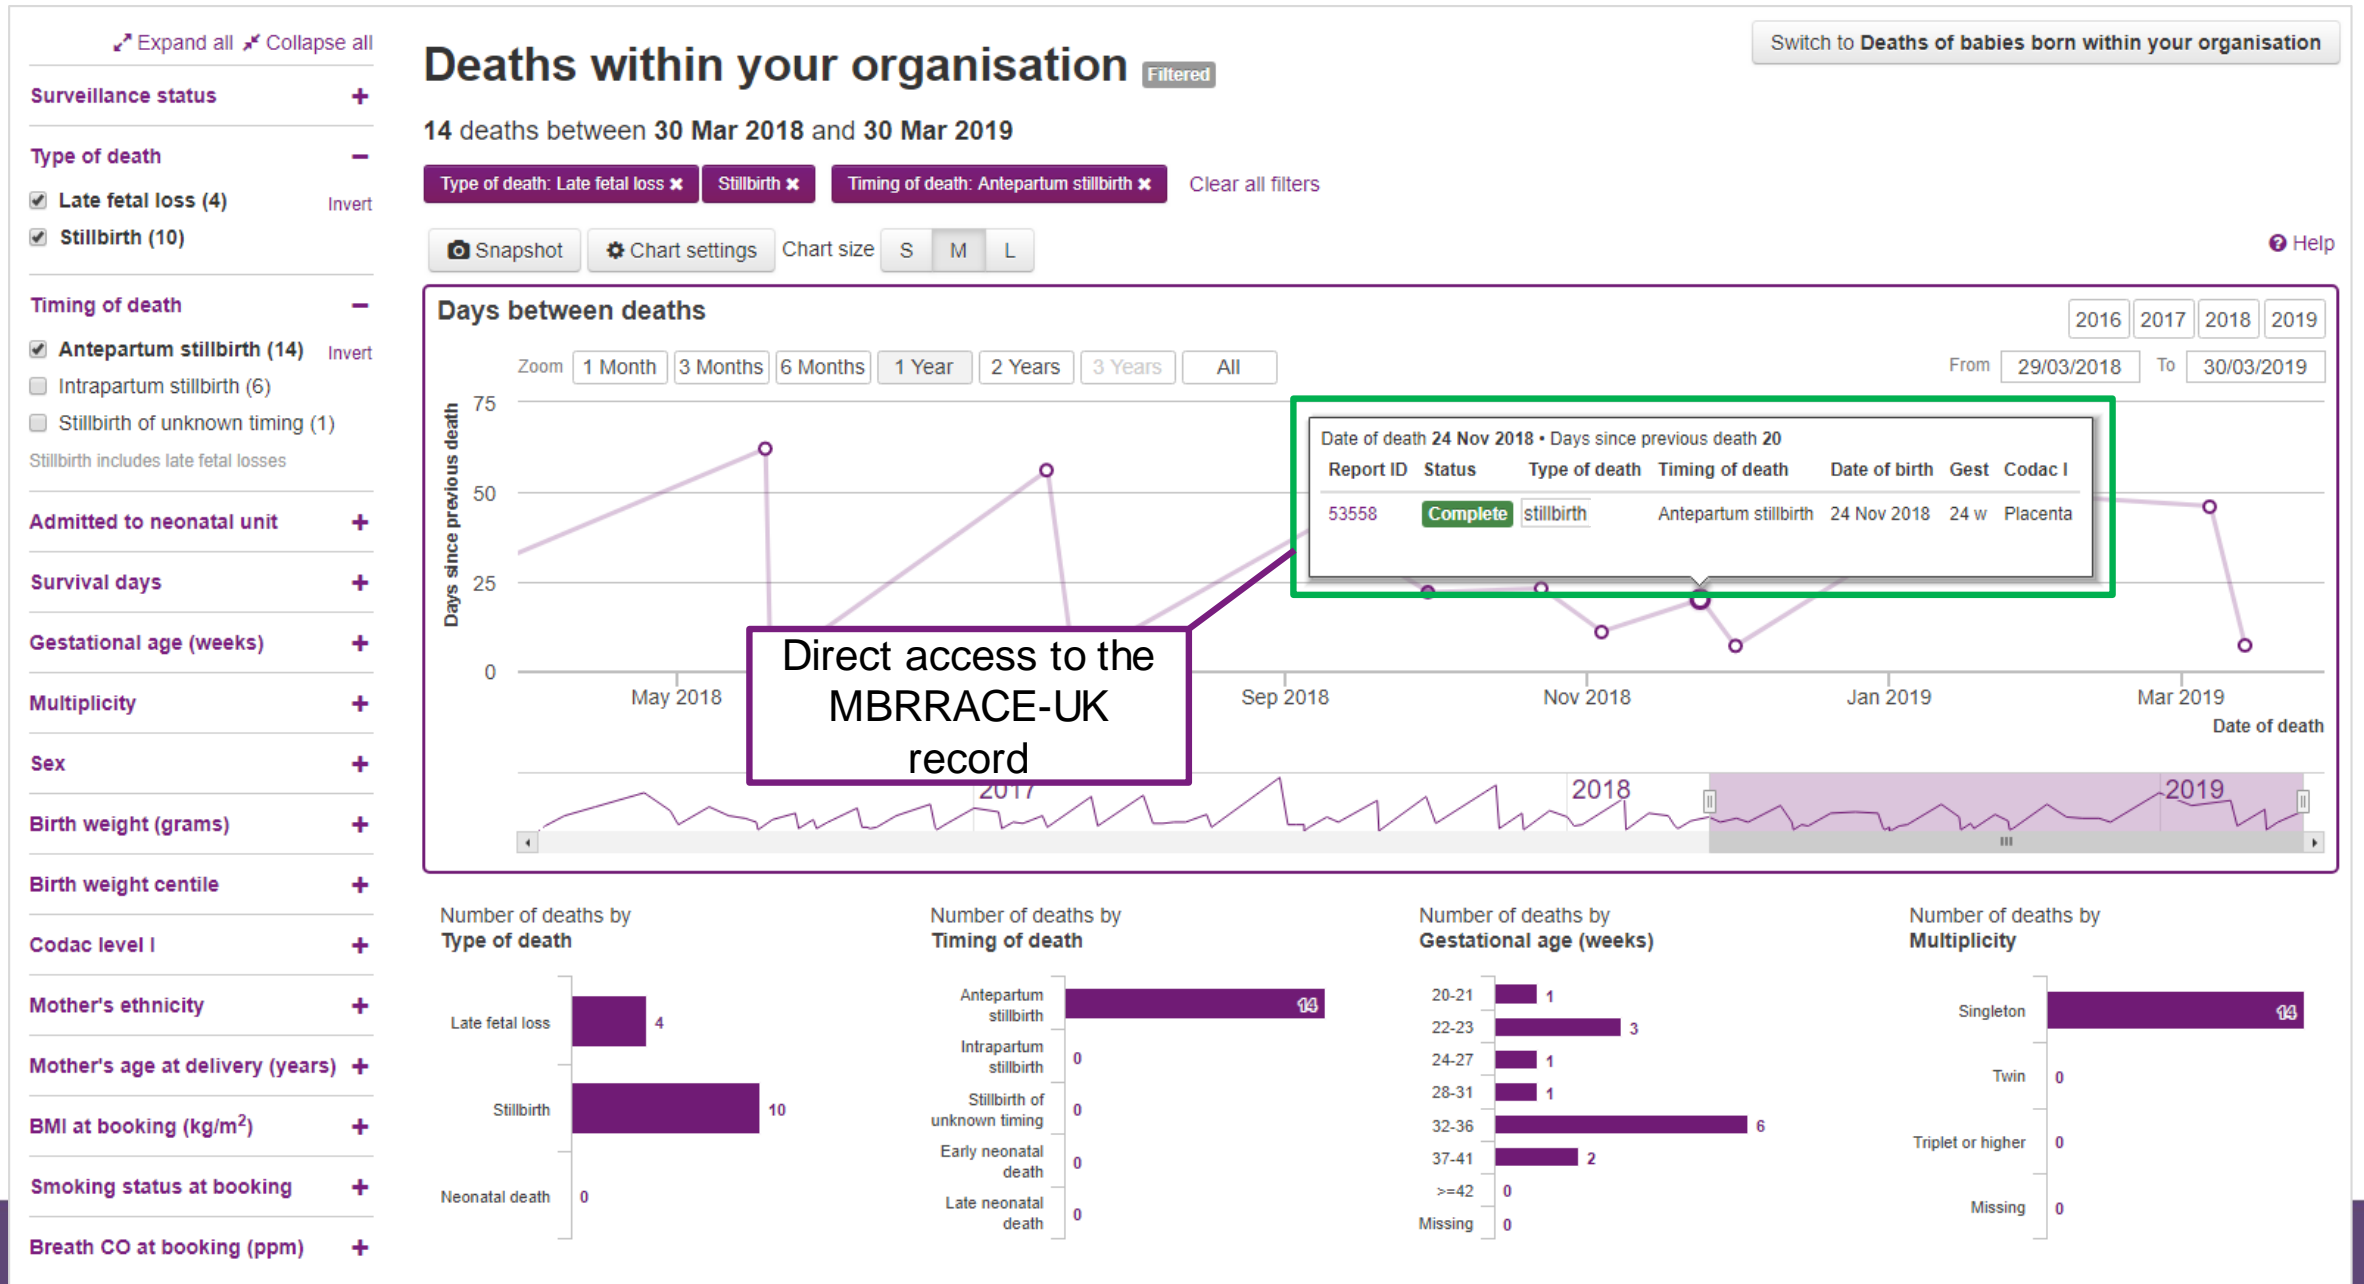 Expand all Collapse all
Surveillance status +
Type of death −
Late fetal loss (4) Invert
Stillbirth (10)
Timing of death −
Antepartum stillbirth (14) Invert
Intrapartum stillbirth (6)
Stillbirth of unknown timing (1)
Stillbirth includes late fetal losses
Admitted to neonatal unit +
Survival days +
Gestational age (weeks) +
Multiplicity +
Sex +
Birth weight (grams) +
Birth weight centile +
Codac level I +
Mother's ethnicity +
Mother's age at delivery (years) +
BMI at booking (kg/m²) +
Smoking status at booking +
Breath CO at booking (ppm) +
Deaths within your organisation Filtered
Switch to Deaths of babies born within your organisation
14 deaths between 30 Mar 2018 and 30 Mar 2019
Type of death: Late fetal loss ✖ Stillbirth ✖ Timing of death: Antepartum stillbirth ✖ Clear all filters
Snapshot Chart settings Chart size S M L
Help
Days between deaths
2016 2017 2018 2019
Zoom 1 Month 3 Months 6 Months 1 Year 2 Years 3 Years All
From 29/03/2018 To 30/03/2019
Days since previous death
75
50
25
0
Date of death 24 Nov 2018 • Days since previous death 20
Report ID Status Type of death Timing of death Date of birth Gest Codac I
53558 Complete stillbirth Antepartum stillbirth 24 Nov 2018 24 w Placenta
Direct access to the
MBRRACE-UK
record
May 2018 Sep 2018 Nov 2018 Jan 2019 Mar 2019
Date of death
2017 2018 2019
Number of deaths by
Type of death
Late fetal loss 4
Stillbirth 10
Neonatal death 0
Number of deaths by
Timing of death
Antepartum
stillbirth 14
Intrapartum
stillbirth 0
Stillbirth of
unknown timing 0
Early neonatal
death 0
Late neonatal
death 0
Number of deaths by
Gestational age (weeks)
20-21 1
22-23 3
24-27 1
28-31 1
32-36 6
37-41 2
>=42 0
Missing 0
Number of deaths by
Multiplicity
Singleton 14
Twin 0
Triplet or higher 0
Missing 0